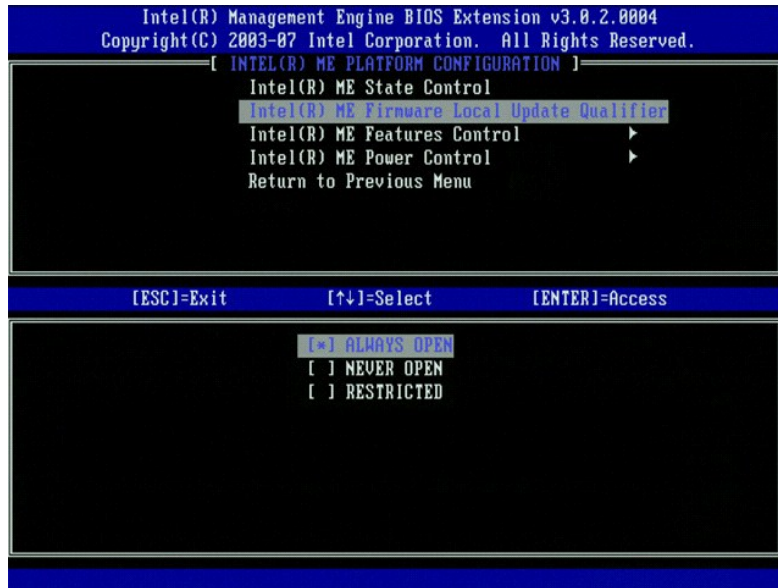 Intel(R) Management Engine BIOS Extension v3.0.2.0004
Copyright(C) 2003-07 Intel Corporation. All Rights Reserved.
[ INTEL(R) ME PLATFORM CONFIGURATION ]
Intel(R) ME State Control
Intel(R) ME Firmware Local Update Qualifier
Intel(R) ME Features Control ►
Intel(R) ME Power Control ►
Return to Previous Menu
[ESC]=Exit [↑↓]=Select [ENTER]=Access
[*] ALWAYS OPEN
[ ] NEVER OPEN
[ ] RESTRICTED